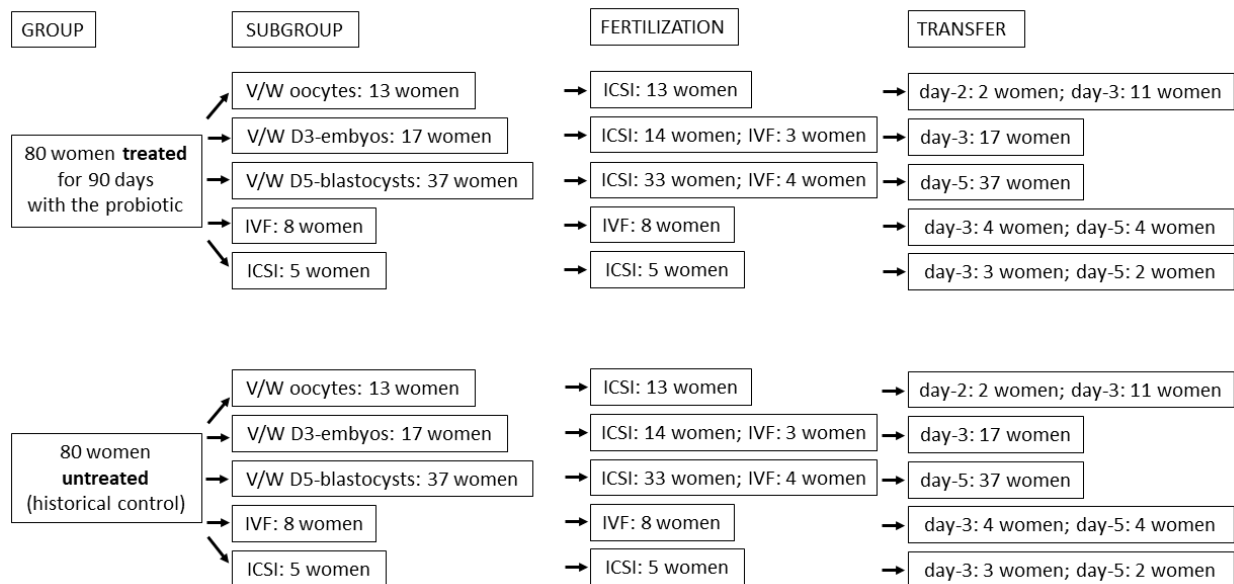 GROUP
SUBGROUP
FERTILIZATION
TRANSFER
80 women treated
for 90 days
with the probiotic
V/W oocytes: 13 women
ICSI: 13 women
day-2: 2 women; day-3: 11 women
V/W D3-embyos: 17 women
ICSI: 14 women; IVF: 3 women
day-3: 17 women
V/W D5-blastocysts: 37 women
ICSI: 33 women; IVF: 4 women
day-5: 37 women
IVF: 8 women
IVF: 8 women
day-3: 4 women; day-5: 4 women
ICSI: 5 women
ICSI: 5 women
day-3: 3 women; day-5: 2 women
80 women
untreated
(historical control)
V/W oocytes: 13 women
ICSI: 13 women
day-2: 2 women; day-3: 11 women
V/W D3-embyos: 17 women
ICSI: 14 women; IVF: 3 women
day-3: 17 women
V/W D5-blastocysts: 37 women
ICSI: 33 women; IVF: 4 women
day-5: 37 women
IVF: 8 women
IVF: 8 women
day-3: 4 women; day-5: 4 women
ICSI: 5 women
ICSI: 5 women
day-3: 3 women; day-5: 2 women